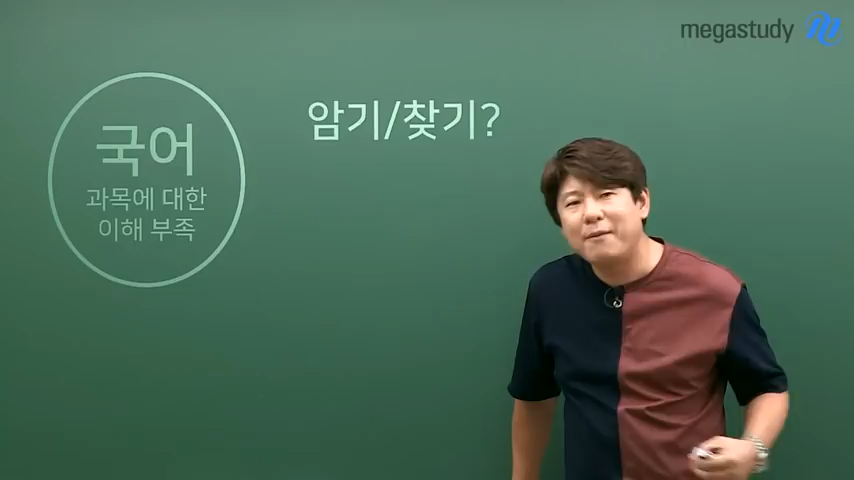 megastudy
암기/찾기?
국어
과목에 대한
이해 부족